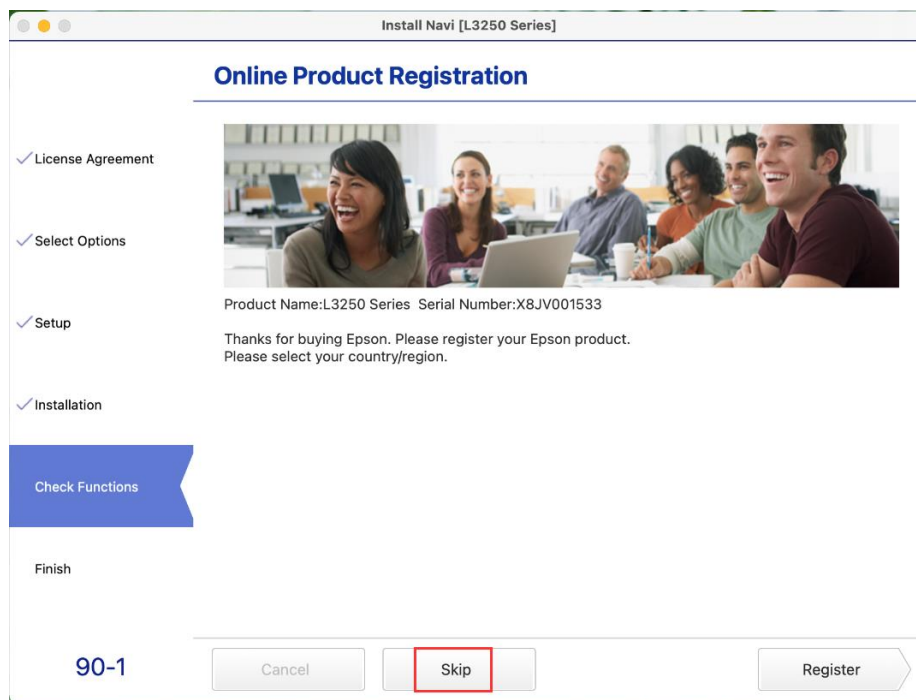 Install Navi [L3250 Series]
Online Product Registration
License Agreement
Select Options
Setup
Installation
Check Functions
Finish
Product Name:L3250 Series Serial Number:X8JV001533
Thanks for buying Epson. Please register your Epson product.
Please select your country/region.
90-1
Cancel
Skip
Register